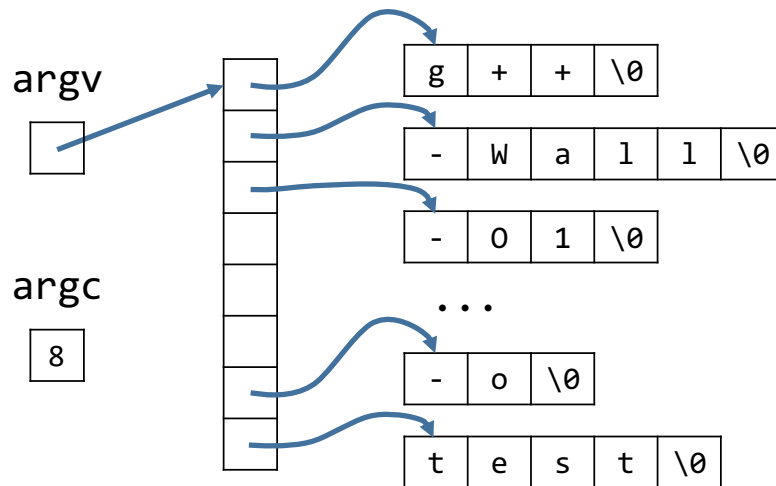 argv
g + + \0
- W a l l \0
- O 1 \0
argc
...
8
- o \0
t e s t \0